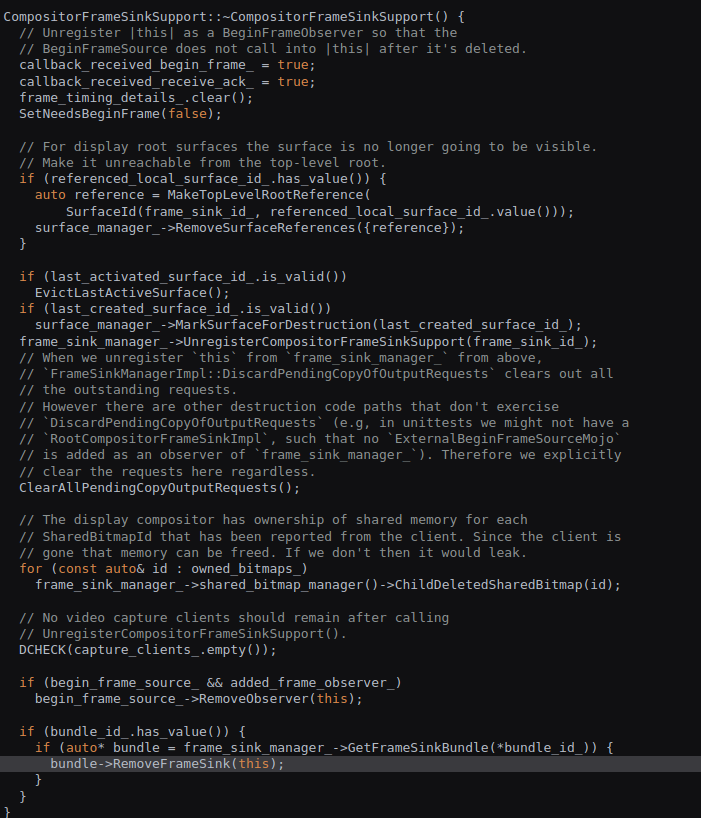 CompositorFrameSinkSupport::~CompositorFrameSinkSupport() {
  // Unregister |this| as a BeginFrameObserver so that the
  // BeginFrameSource does not call into |this| after it's deleted.
  callback_received_begin_frame_ = true;
  callback_received_receive_ack_ = true;
  frame_timing_details_.clear();
  SetNeedsBeginFrame(false);

  // For display root surfaces the surface is no longer going to be visible.
  // Make it unreachable from the top-level root.
  if (referenced_local_surface_id_.has_value()) {
    auto reference = MakeTopLevelRootReference(
        SurfaceId(frame_sink_id_, referenced_local_surface_id_.value()));
    surface_manager_->RemoveSurfaceReferences({reference});
  }

  if (last_activated_surface_id_.is_valid())
    EvictLastActiveSurface();
  if (last_created_surface_id_.is_valid())
    surface_manager_->MarkSurfaceForDestruction(last_created_surface_id_);
  frame_sink_manager_->UnregisterCompositorFrameSinkSupport(frame_sink_id_);
  // When we unregister `this` from `frame_sink_manager_` from above,
  // `FrameSinkManagerImpl::DiscardPendingCopyOfOutputRequests` clears out all
  // the outstanding requests.
  // However there are other destruction code paths that don't exercise
  // `DiscardPendingCopyOfOutputRequests` (e.g, in unittests we might not have a
  // `RootCompositorFrameSinkImpl`, such that no `ExternalBeginFrameSourceMojo`
  // is added as an observer of `frame_sink_manager_`). Therefore we explicitly
  // clear the requests here regardless.
  ClearAllPendingCopyOutputRequests();

  // The display compositor has ownership of shared memory for each
  // SharedBitmapId that has been reported from the client. Since the client is
  // gone that memory can be freed. If we don't then it would leak.
  for (const auto& id : owned_bitmaps_)
    frame_sink_manager_->shared_bitmap_manager()->ChildDeletedSharedBitmap(id);

  // No video capture clients should remain after calling
  // UnregisterCompositorFrameSinkSupport().
  DCHECK(capture_clients_.empty());

  if (begin_frame_source_ && added_frame_observer_)
    begin_frame_source_->RemoveObserver(this);

  if (bundle_id_.has_value()) {
    if (auto* bundle = frame_sink_manager_->GetFrameSinkBundle(*bundle_id_)) {
      bundle->RemoveFrameSink(this);
    }
  }
}